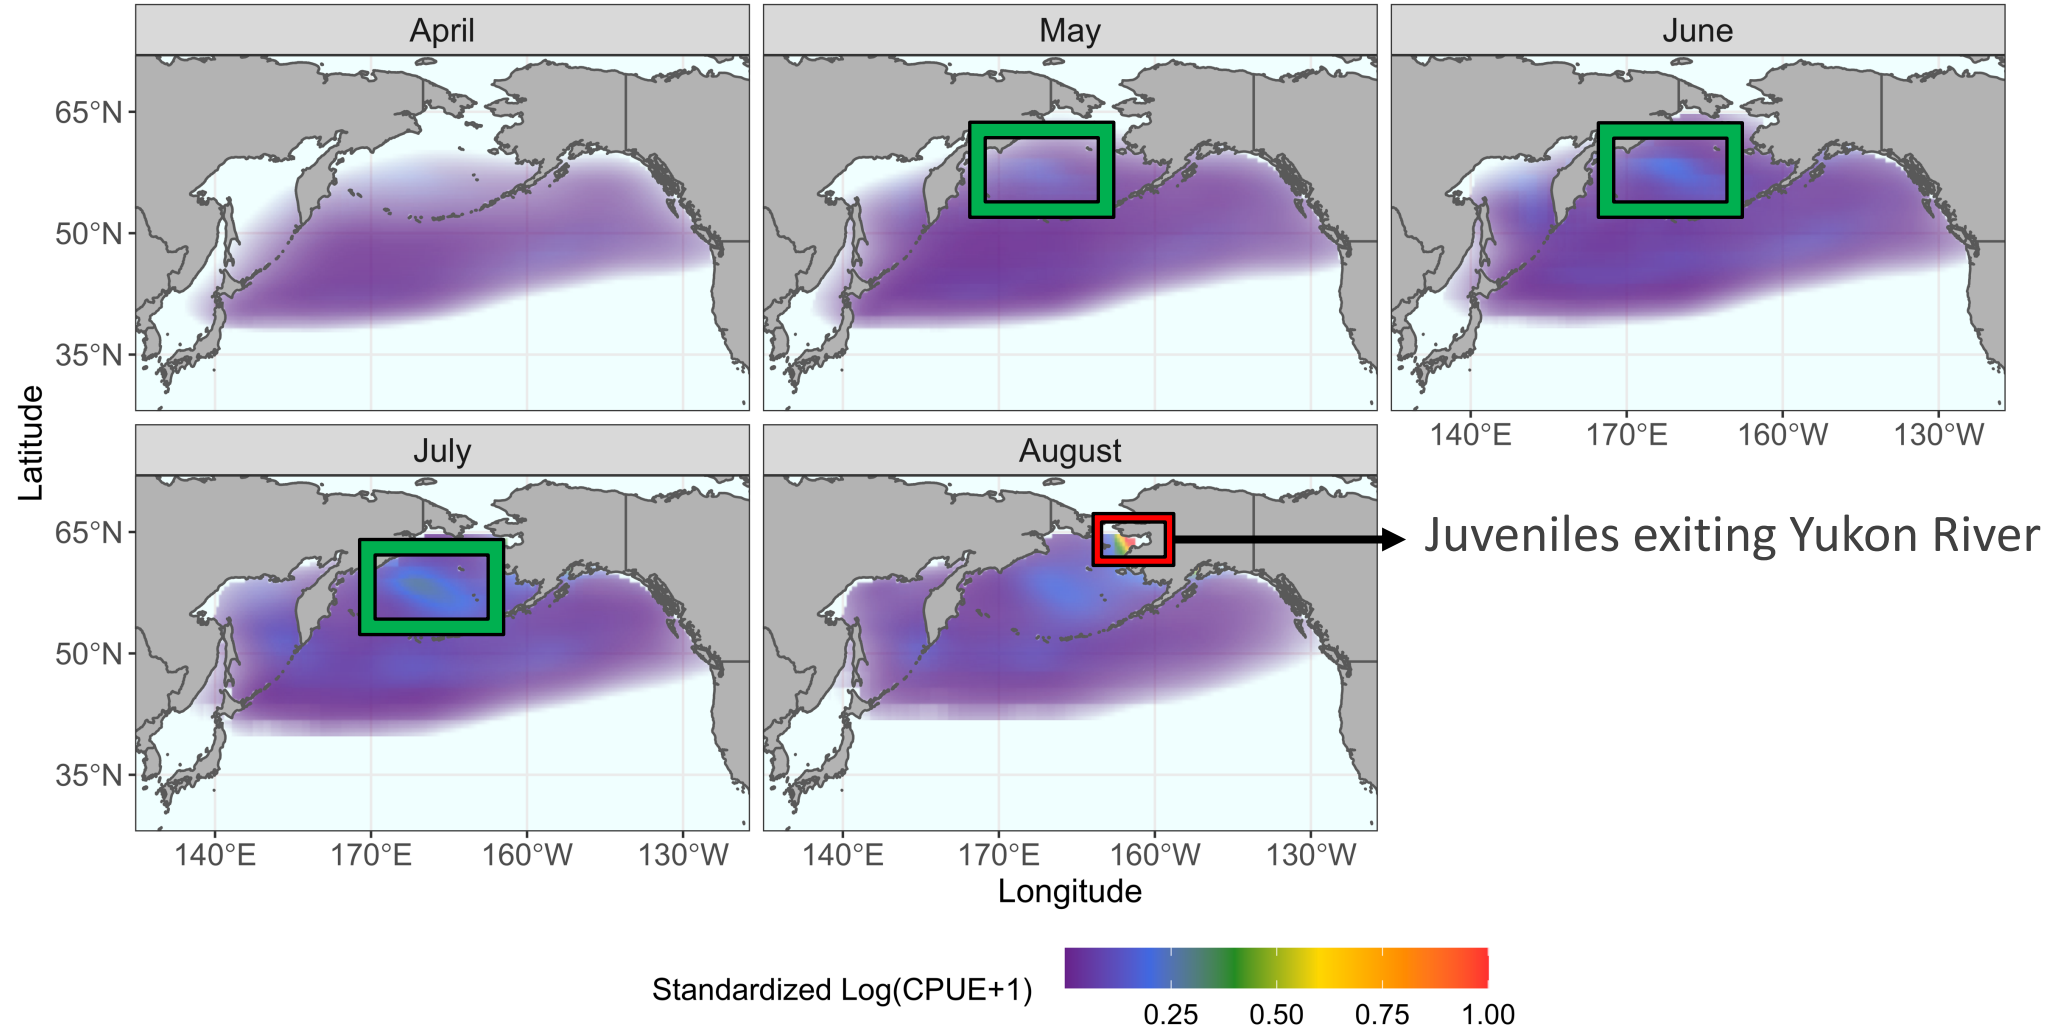 April
May
June
65°N
50°N
35°N
140°E 170°E 160°W 130°W
July
August
Latitude
65°N
50°N
35°N
Juveniles exiting Yukon River
140°E 170°E 160°W 130°W
140°E 170°E 160°W 130°W
Longitude
Standardized Log(CPUE+1)
0.25 0.50 0.75 1.00